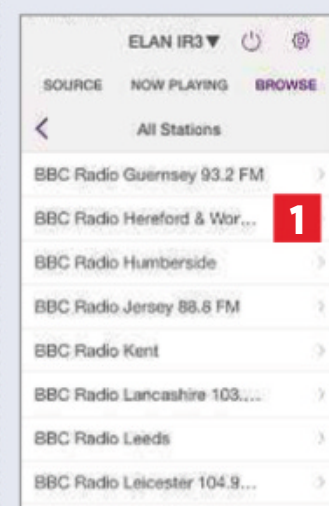 ELAN IR3▼
SOURCE NOW PLAYING BROWSE
All Stations
BBC Radio Guernsey 93.2 FM
BBC Radio Hereford & Wor...
1
BBC Radio Humberside
BBC Radio Jersey 88.8 FM
BBC Radio Kent
BBC Radio Lancashire 103....
BBC Radio Leeds
BBC Radio Leicester 104.9...